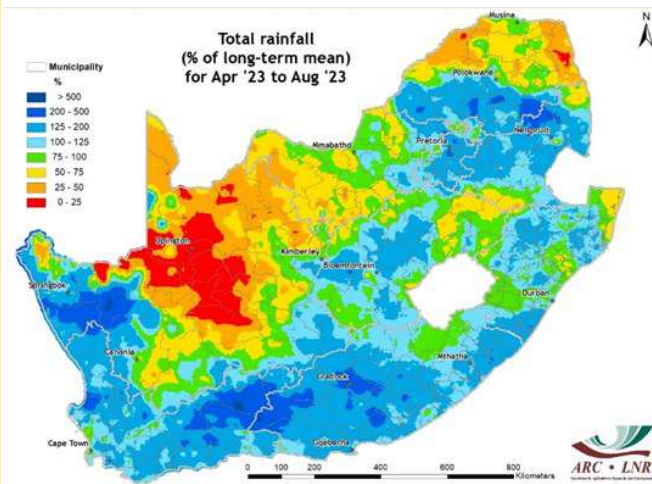 Total rainfall
(% of long-term mean)
for Apr '23 to Aug '23
N
Municipality
%
> 500
200 - 500
125 - 200
100 - 125
75 - 100
50 - 75
25 - 50
0 - 25
Musina
Polokwane
Nelspruit
Pretoria
Mmabatho
Upington
Kimberley
Bloemfontein
Springbok
Durban
Calvinia
Mthatha
Cradock
Cape Town
Gqeberha
0
100
200
400
600
800
Kilometers
ARC • LNR